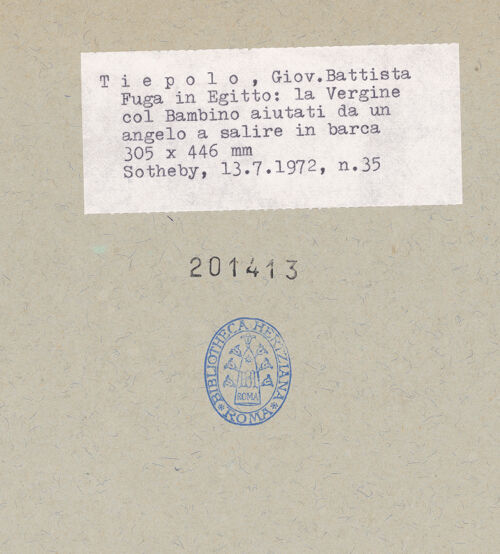 T i e p o l o , Giov.Battista
Fuga in Egitto: la Vergine
col Bambino aiutati da un
angelo a salire in barca
305 x 446 mm
Sotheby, 13.7.1972, n.35
201413
BIBLIOTHECA HERTZIANA
ROMA
* ROMA *